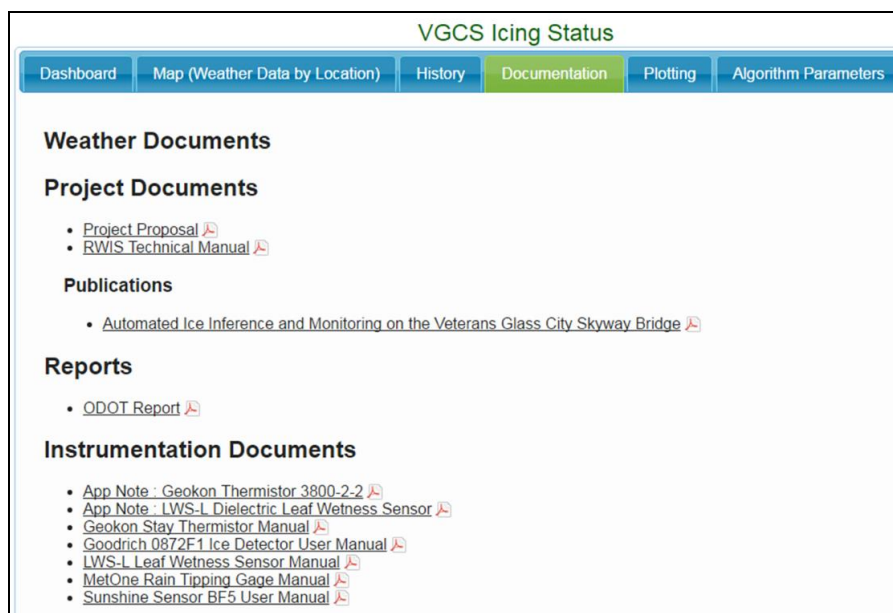 VGCS Icing Status
Dashboard Map (Weather Data by Location) History Documentation Plotting Algorithm Parameters
Weather Documents
Project Documents
Project Proposal
RWIS Technical Manual
Publications
Automated Ice Inference and Monitoring on the Veterans Glass City Skyway Bridge
Reports
ODOT Report
Instrumentation Documents
App Note : Geokon Thermistor 3800-2-2
App Note : LWS-L Dielectric Leaf Wetness Sensor
Geokon Stay Thermistor Manual
Goodrich 0872F1 Ice Detector User Manual
LWS-L Leaf Wetness Sensor Manual
MetOne Rain Tipping Gage Manual
Sunshine Sensor BF5 User Manual